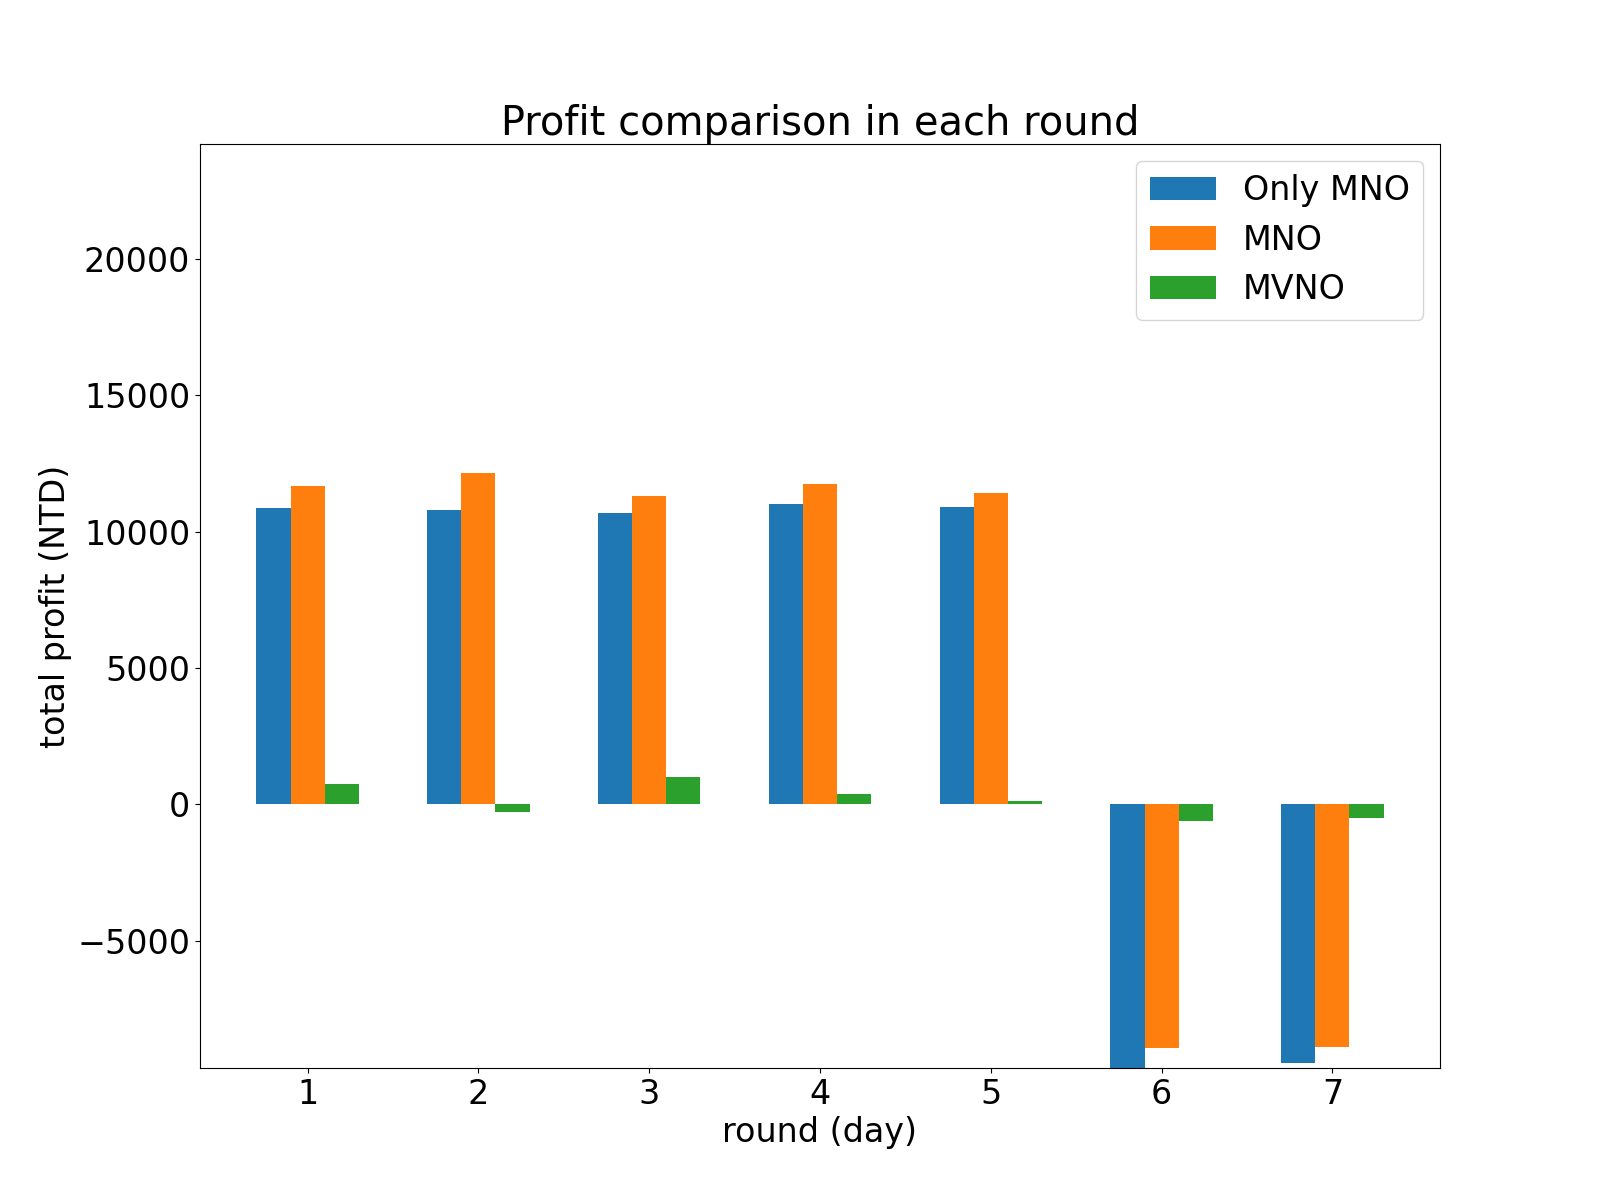 Profit comparison in each round
Only MNO
MNO
MVNO
20000
15000
10000
5000
0
−5000
total profit (NTD)
1 2 3 4 5 6 7
round (day)